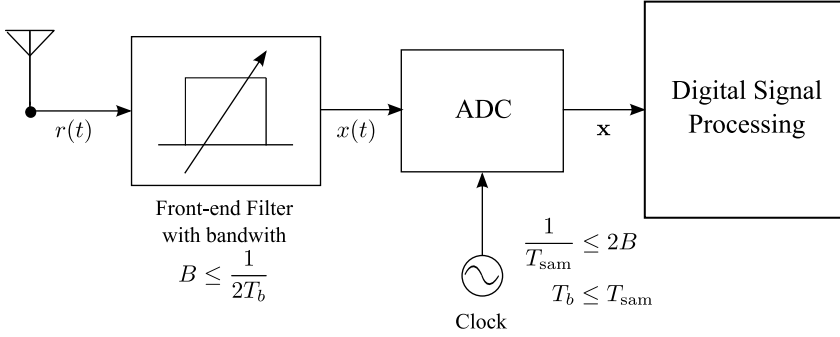 r(t)
Front-end Filter
with bandwith
B ≤ 1/(2T_b)
x(t)
ADC
x
Digital Signal
Processing
1/T_sam ≤ 2B
T_b ≤ T_sam
Clock